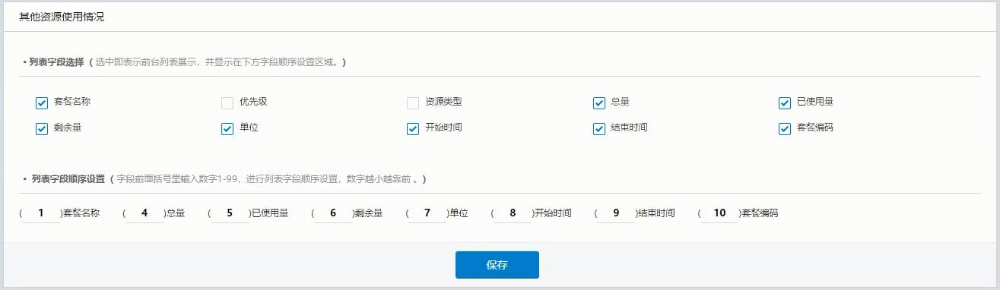 其他资源使用情况
• 列表字段选择（ 选中即表示前台列表展示，并显示在下方字段顺序设置区域。）
套餐名称 优先级 资源类型 总量 已使用量
剩余量 单位 开始时间 结束时间 套餐编码
• 列表字段顺序设置（ 字段前面括号里输入数字1-99，进行列表字段顺序设置，数字越小越靠前 。）
( 1 )套餐名称 ( 4 )总量 ( 5 )已使用量 ( 6 )剩余量 ( 7 )单位 ( 8 )开始时间 ( 9 )结束时间 ( 10 )套餐编码
保存